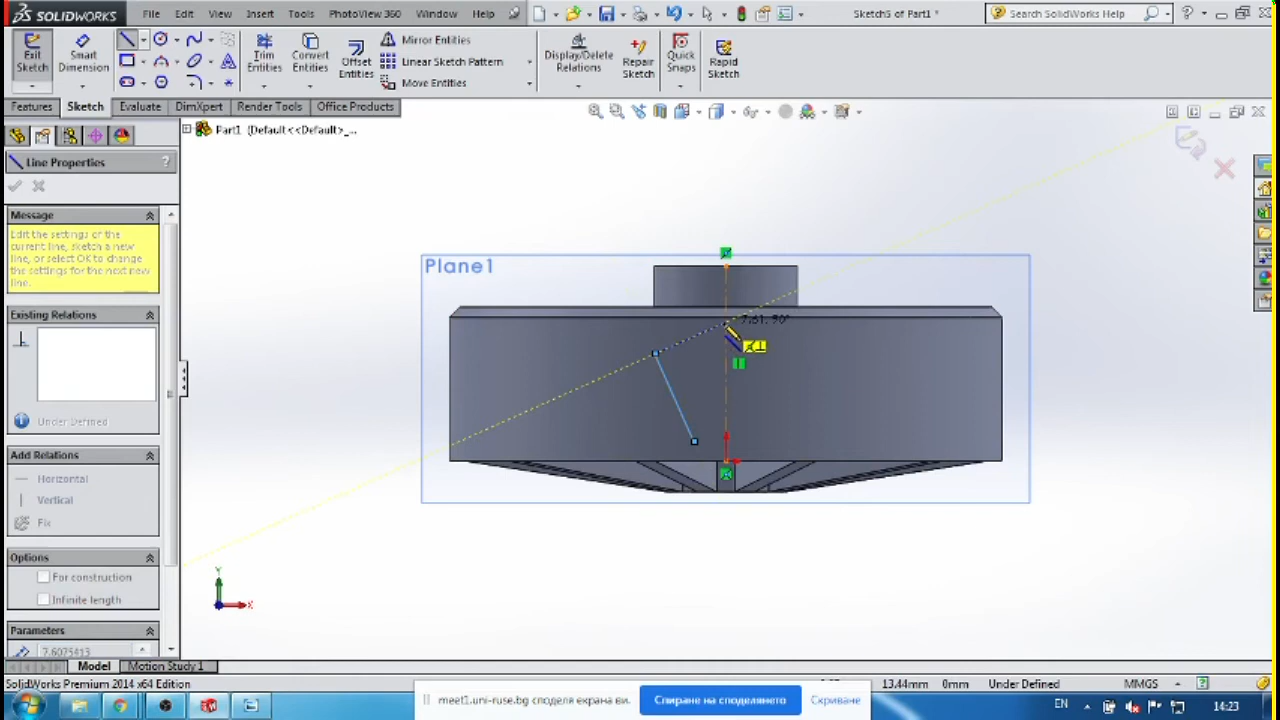 SOLIDWORKS File Edit View Insert Tools PhotoView 360 Window Help Sketch5 of Part1 * Search SolidWorks Help
Exit Sketch
Smart Dimension
Trim Entities
Convert Entities
Offset Entities
Mirror Entities
Linear Sketch Pattern
Move Entities
Display/Delete Relations
Repair Sketch
Quick Snaps
Rapid Sketch
Features Sketch Evaluate DimXpert Render Tools Office Products
Part1 (Default<<Default>_...
Line Properties ?
Message
Edit the settings of the
current line, sketch a new
line, or select OK to change
the settings for the next new
line.
Existing Relations
Under Defined
Add Relations
Horizontal
Vertical
Fix
Options
For construction
Infinite length
Parameters
7.6075413
Plane1
7.61, 90°
Y
X
Model Motion Study 1
SolidWorks Premium 2014 x64 Edition 13.44mm 0mm Under Defined MMGS
meet1.uni-ruse.bg споделя екрана ви. Спиране на споделянето Скриване
EN 14:23